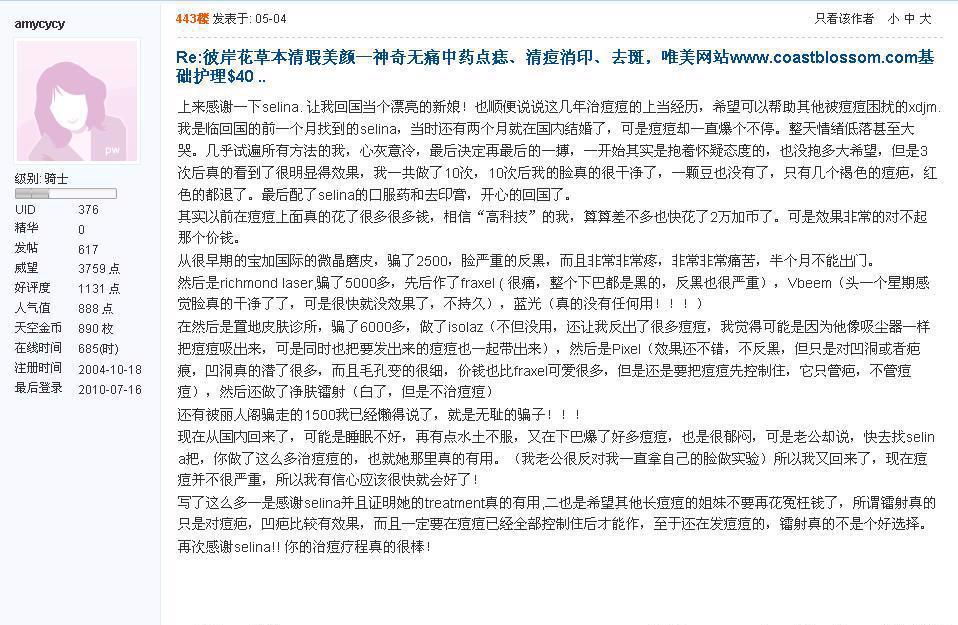 amycycy
443楼 发表于: 05-04
只看该作者 小 中 大
Re:彼岸花草本清瑕美颜—神奇无痛中药点痣、清痘消印、去斑，唯美网站www.coastblossom.com基
础护理$40 ..
pw
级别: 骑士
UID 376
精华 0
发帖 617
威望 3759 点
好评度 1131 点
人气值 888 点
天空金币 890 枚
在线时间 685(时)
注册时间 2004-10-18
最后登录 2010-07-16
上来感谢一下selina. 让我回国当个漂亮的新娘！也顺便说说这几年治痘痘的上当经历，希望可以帮助其他被痘痘困扰的xdjm.
我是临回国的前一个月找到的selina，当时还有两个月就在国内结婚了，可是痘痘却一直爆个不停。整天情绪低落甚至大
哭。几乎试遍所有方法的我，心灰意冷，最后决定再最后的一搏，一开始其实是抱着怀疑态度的，也没抱多大希望，但是3
次后真的看到了很明显得效果，我一共做了10次，10次后我的脸真的很干净了，一颗豆也没有了，只有几个褐色的痘疤，红
色的都退了。最后配了selina的口服药和去印膏，开心的回国了。
其实以前在痘痘上面真的花了很多很多钱，相信“高科技”的我，算算差不多也快花了2万加币了。可是效果非常的对不起
那个价钱。
从很早期的宝加国际的微晶磨皮，骗了2500，脸严重的反黑，而且非常非常疼，非常非常痛苦，半个月不能出门。
然后是richmond laser,骗了5000多，先后作了fraxel ( 很痛，整个下巴都是黑的，反黑也很严重），Vbeem（头一个星期感
觉脸真的干净了了，可是很快就没效果了，不持久），蓝光（真的没有任何用！！！）
在然后是置地皮肤诊所，骗了6000多，做了isolaz（不但没用，还让我反出了很多痘痘，我觉得可能是因为他像吸尘器一样
把痘痘吸出来，可是同时也把要发出来的痘痘也一起带出来），然后是Pixel（效果还不错，不反黑，但只是对凹洞或者疤
痕，凹洞真的潜了很多，而且毛孔变的很细，价钱也比fraxel可爱很多，但是还是要把痘痘先控制住，它只管疤，不管痘
痘），然后还做了净肤镭射（白了，但是不治痘痘）
还有被丽人阁骗走的1500我已经懒得说了，就是无耻的骗子！！！
现在从国内回来了，可能是睡眠不好，再有点水土不服，又在下巴爆了好多痘痘，也是很郁闷，可是老公却说，快去找selin
a把，你做了这么多治痘痘的，也就她那里真的有用。（我老公很反对我一直拿自己的脸做实验）所以我又回来了，现在痘
痘并不很严重，所以我有信心应该很快就会好了！
写了这么多一是感谢selina并且证明她的treatment真的有用,二也是希望其他长痘痘的姐妹不要再花冤枉钱了，所谓镭射真的
只是对痘疤，凹疤比较有效果，而且一定要在痘痘已经全部控制住后才能作，至于还在发痘痘的，镭射真的不是个好选择。
再次感谢selina!! 你的治痘疗程真的很棒！